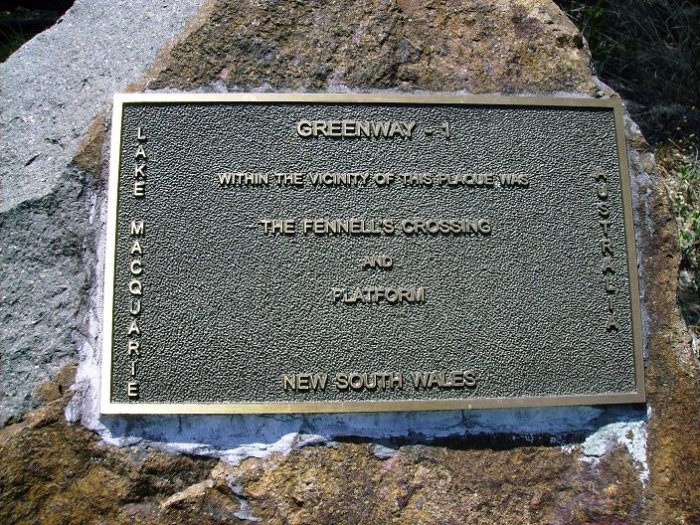 GREENWAY - 1
WITHIN THE VICINITY OF THIS PLAQUE WAS
THE FENNELL'S CROSSING
AND
PLATFORM
NEW SOUTH WALES
LAKE MACQUARIE
AUSTRALIA